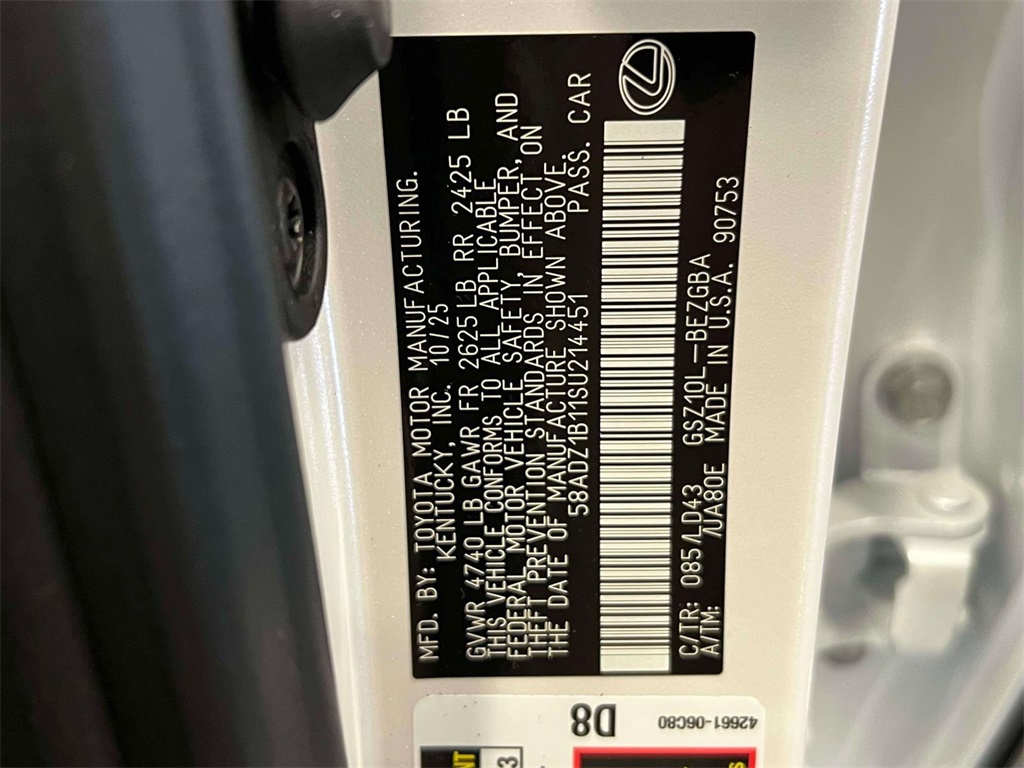 MFD. BY: TOYOTA MOTOR MANUFACTURING.
KENTUCKY, INC. 10/25
GVWR 4740 LB GAWR FR 2625LB RR 2425 LB
THIS VEHICLE CONFORMS TO ALL APPLICABLE
FEDERAL MOTOR VEHICLE SAFETY, BUMPER, AND
THEFT PREVENTION STANDARDS IN EFFECT ON
THE DATE OF MANUFACTURE SHOWN ABOVE.
58ADZ1B11SU214451 PASS. CAR
C/TR: 085/LD43 GSZ10L-BEZGBA
A/TM: /UA80E MADE IN U.S.A. 90753
D8
42661-06C80
NT
3